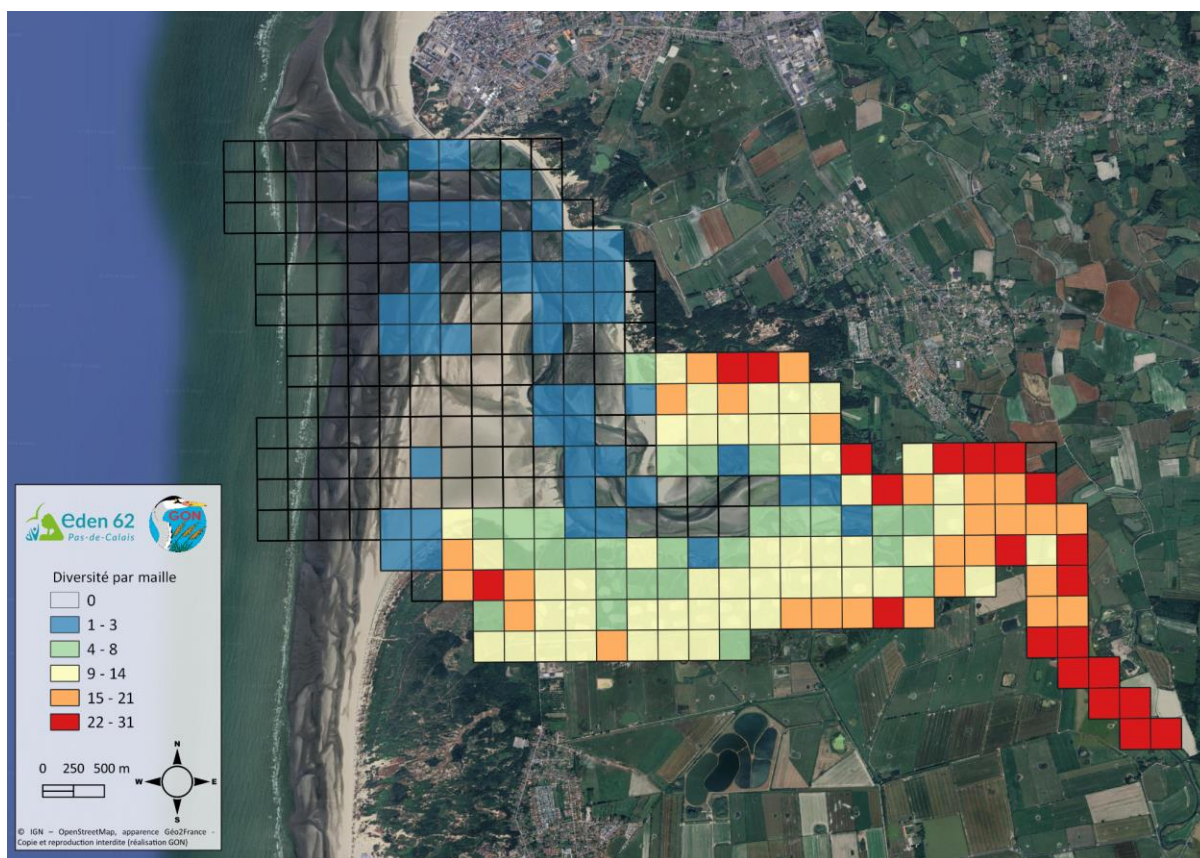 eden 62
Pas-de-Calais
GON
Diversité par maille
0
1 - 3
4 - 8
9 - 14
15 - 21
22 - 31
0 250 500 m
N
W E
S
© IGN – OpenStreetMap, apparence Géo2France -
Copie et reproduction interdite (réalisation GON)